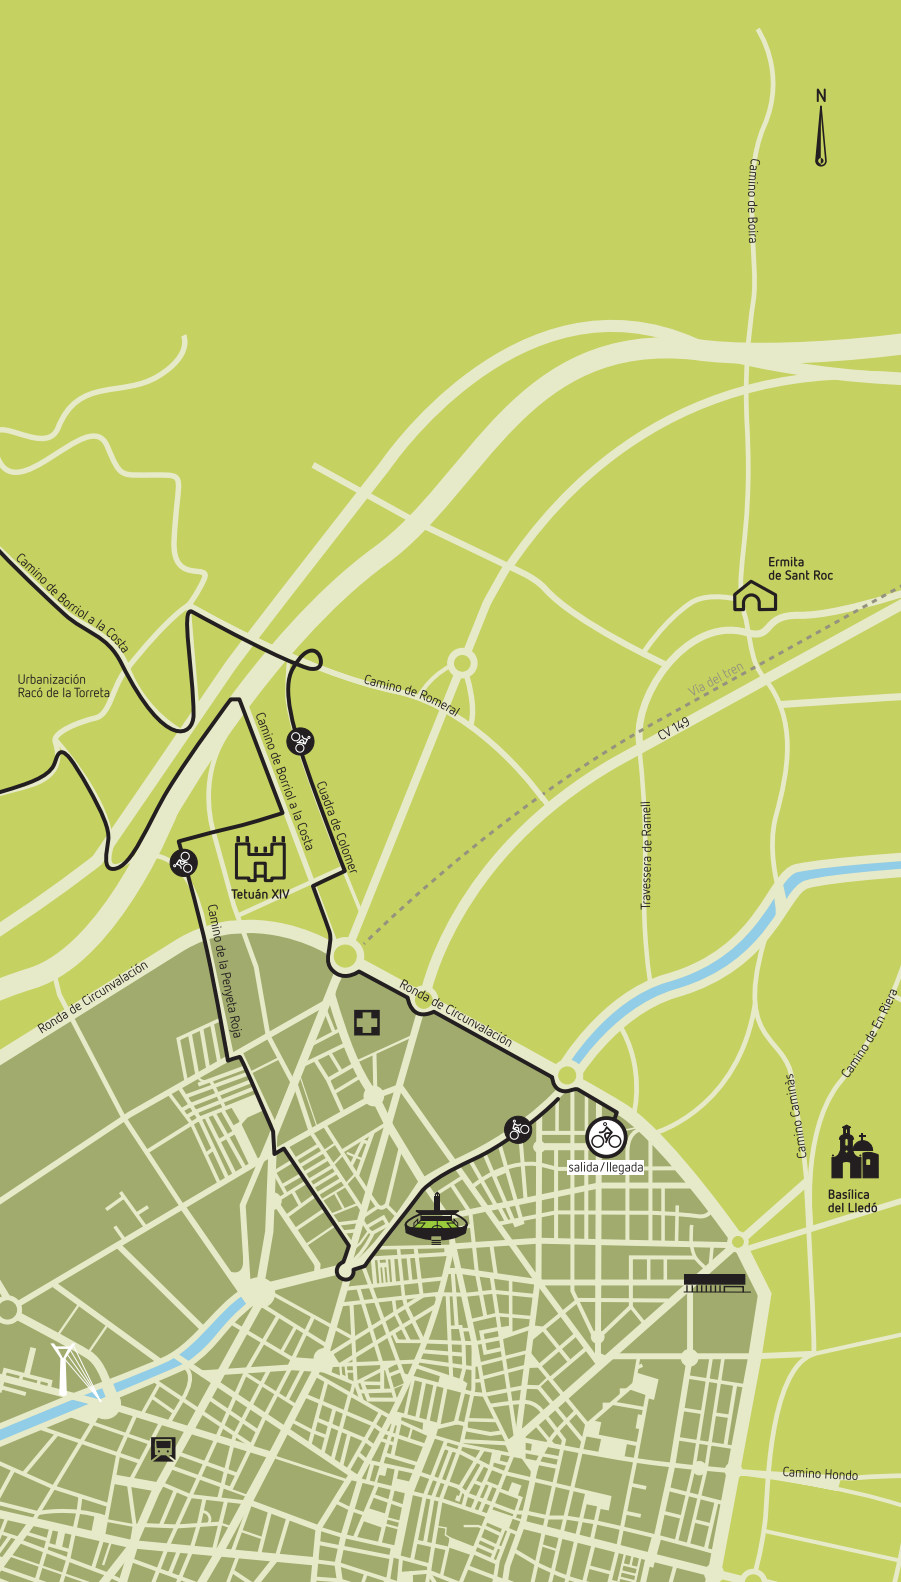 N
Camino de Boira
Ermita
de Sant Roc
Camino de Borriol a la Costa
Urbanización
Racó de la Torreta
Camino de Romeral
Vía del tren
CV 149
Camino de Borriol a la Costa
Cuadra de Colomer
Travessera de Ramell
Tetuán XIV
Camino de la Penyeta Roja
Ronda de Circunvalación
Ronda de Circunvalación
Camino de En Riera
Camino Caminàs
salida/llegada
Basílica
del Lledó
Camino Hondo